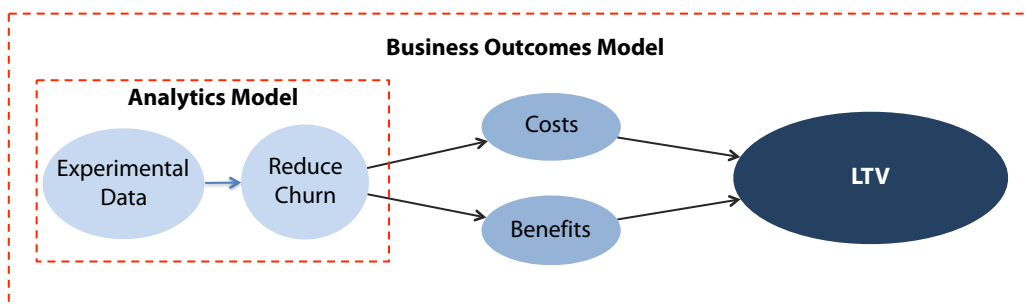 Business Outcomes Model
Analytics Model
Experimental
Data
Reduce
Churn
Costs
Benefits
LTV